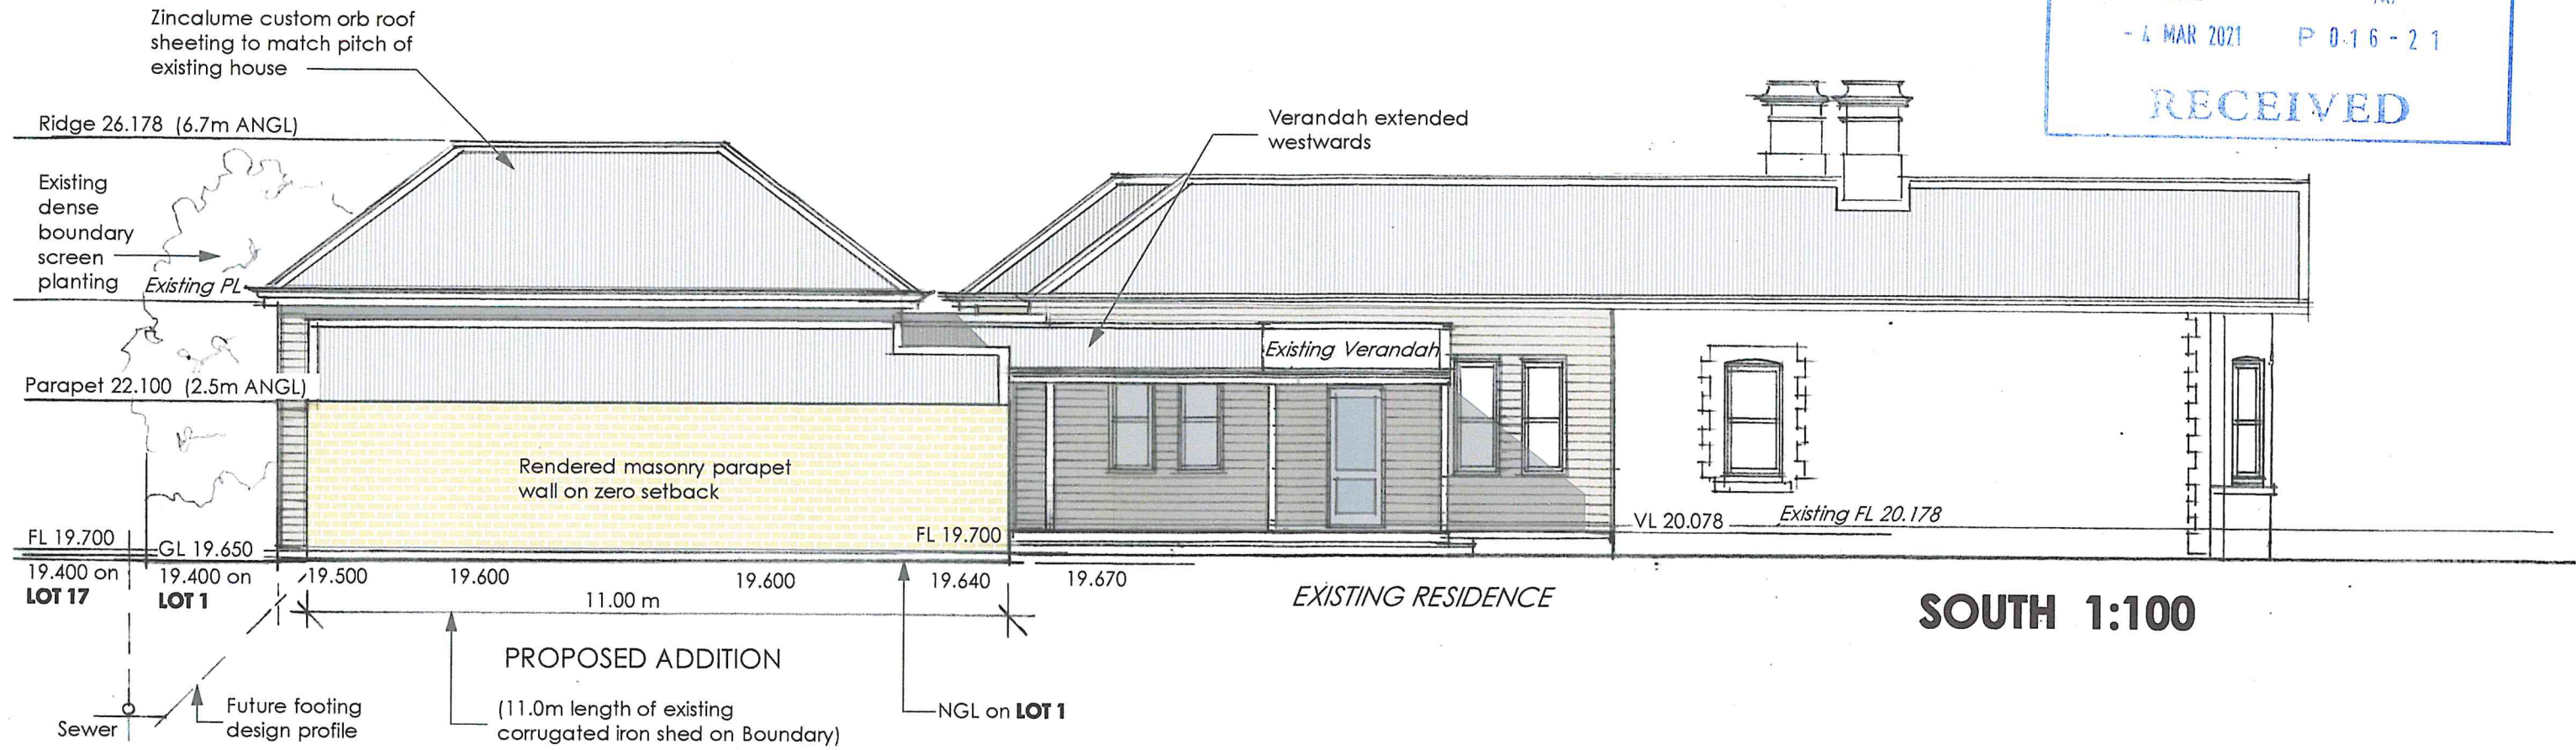 Zincalume custom orb roof
sheeting to match pitch of
existing house
- 4 MAR 2021 P 016-21
RECEIVED
Ridge 26.178 (6.7m ANGL)
Verandah extended
westwards
Existing
dense
boundary
screen
planting
Existing PL
Existing Verandah
Parapet 22.100 (2.5m ANGL)
Rendered masonry parapet
wall on zero setback
VL 20.078
Existing FL 20.178
FL 19.700
GL 19.650
FL 19.700
19.400 on
LOT 17
19.400 on
LOT 1
19.500
19.600
19.600
19.640
19.670
11.00 m
EXISTING RESIDENCE
SOUTH 1:100
PROPOSED ADDITION
(11.0m length of existing
corrugated iron shed on Boundary)
NGL on LOT 1
Future footing
design profile
Sewer